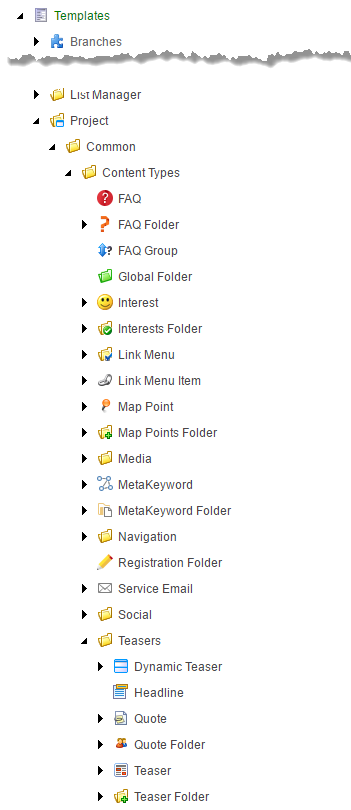 Templates
Branches
List Manager
Project
Common
Content Types
FAQ
FAQ Folder
FAQ Group
Global Folder
Interest
Interests Folder
Link Menu
Link Menu Item
Map Point
Map Points Folder
Media
MetaKeyword
MetaKeyword Folder
Navigation
Registration Folder
Service Email
Social
Teasers
Dynamic Teaser
Headline
Quote
Quote Folder
Teaser
Teaser Folder